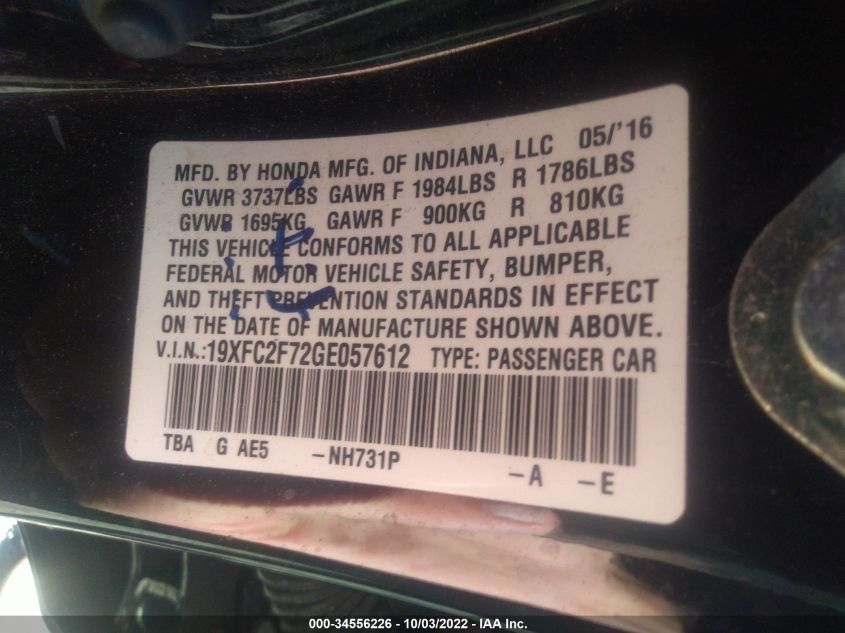 MFD. BY HONDA MFG. OF INDIANA, LLC 05/'16
GVWR 3737LBS GAWR F 1984LBS R 1786LBS
GVWR 1695KG GAWR F 900KG R 810KG
THIS VEHICLE CONFORMS TO ALL APPLICABLE
FEDERAL MOTOR VEHICLE SAFETY, BUMPER,
AND THEFT PREVENTION STANDARDS IN EFFECT
ON THE DATE OF MANUFACTURE SHOWN ABOVE.
V.I.N.:19XFC2F72GE057612 TYPE: PASSENGER CAR
TBA G AE5 -NH731P -A -E
000-34556226 - 10/03/2022 - IAA Inc.